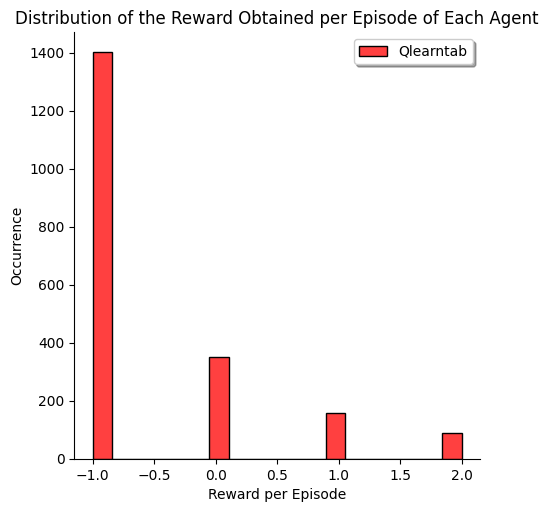 Distribution of the Reward Obtained per Episode of Each Agent
Qlearntab
1400
1200
1000
800
600
400
200
0
Occurrence
−1.0 −0.5 0.0 0.5 1.0 1.5 2.0
Reward per Episode